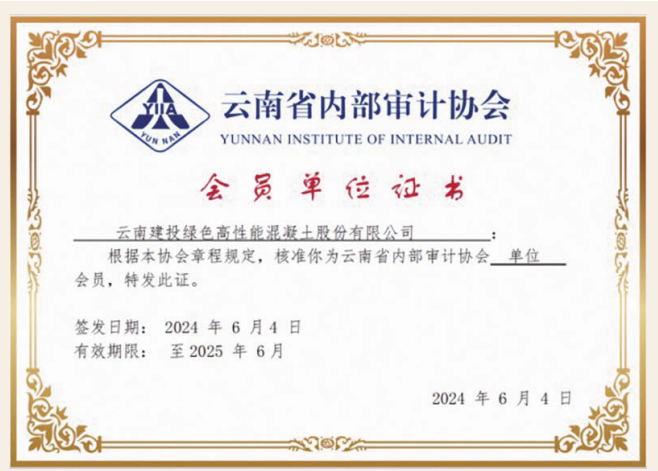 YIIA
YUN NAN
云南省内部审计协会
YUNNAN INSTITUTE OF INTERNAL AUDIT
会员单位证书
云南建投绿色高性能混凝土股份有限公司:
根据本协会章程规定，核准你为云南省内部审计协会 单位
会员，特发此证。
签发日期: 2024 年 6 月 4 日
有效期限: 至 2025 年 6 月
2024 年 6 月 4 日